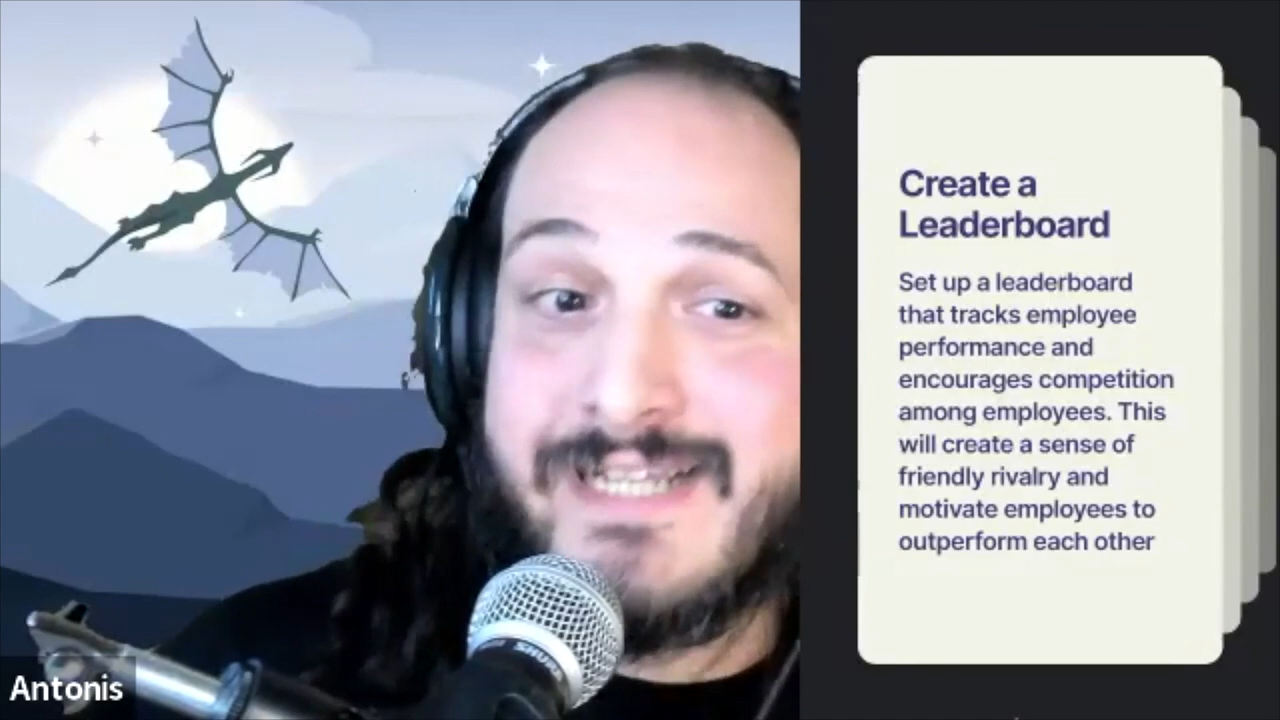 Create a
Leaderboard
Set up a leaderboard
that tracks employee
performance and
encourages competition
among employees. This
will create a sense of
friendly rivalry and
motivate employees to
outperform each other
SHURE
Antonis